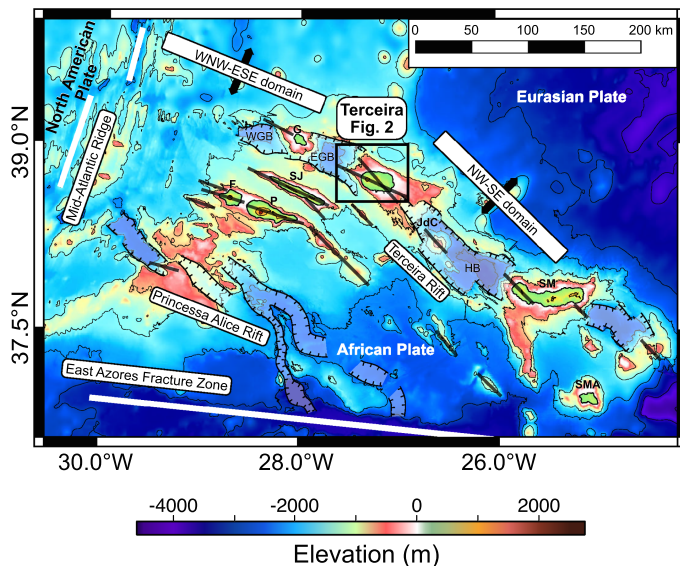 0 50 100 150 200 km
North American
Plate
WNW-ESE domain
Eurasian Plate
Terceira
Fig. 2
39.0°N
WGB
G
EGB
Mid-Atlantic Ridge
NW-SE domain
SJ
F
P
JdC
Terceira Rift
HB
SM
Princessa Alice Rift
37.5°N
African Plate
East Azores Fracture Zone
SMA
30.0°W 28.0°W 26.0°W
-4000 -2000 0 2000
Elevation (m)